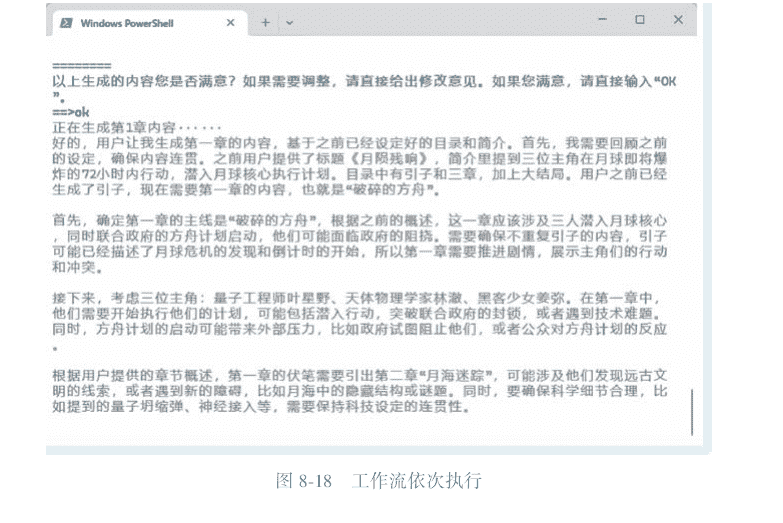 Windows PowerShell
========
以上生成的内容您是否满意？如果需要调整，请直接给出修改意见。如果您满意，请直接输入“OK
”。
==>ok
正在生成第1章内容······
好的，用户让我生成第一章的内容，基于之前已经设定好的目录和简介。首先，我需要回顾之前
的设定，确保内容连贯。之前用户提供了标题《月陨残响》，简介里提到三位主角在月球即将爆
炸的72小时内行动，潜入月球核心执行计划。目录中有引子和三章，加上大结局。用户之前已经
生成了引子，现在需要第一章的内容，也就是“破碎的方舟”。
首先，确定第一章的主线是“破碎的方舟”，根据之前的概述，这一章应该涉及三人潜入月球核心
，同时联合政府的方舟计划启动，他们可能面临政府的阻挠。需要确保不重复引子的内容，引子
可能已经描述了月球危机的发现和倒计时的开始，所以第一章需要推进剧情，展示主角们的行动
和冲突。
接下来，考虑三位主角：量子工程师叶星野、天体物理学家林澈、黑客少女姜弥。在第一章中，
他们需要开始执行他们的计划，可能包括潜入行动，突破联合政府的封锁，或者遇到技术难题。
同时，方舟计划的启动可能带来外部压力，比如政府试图阻止他们，或者公众对方舟计划的反应
。
根据用户提供的章节概述，第一章的伏笔需要引出第二章“月海迷踪”，可能涉及他们发现远古文
明的线索，或者遇到新的障碍，比如月海中的隐藏结构或谜题。同时，要确保科学细节合理，比
如提到的量子坍缩弹、神经接入等，需要保持科技设定的连贯性。
图 8-18 工作流依次执行